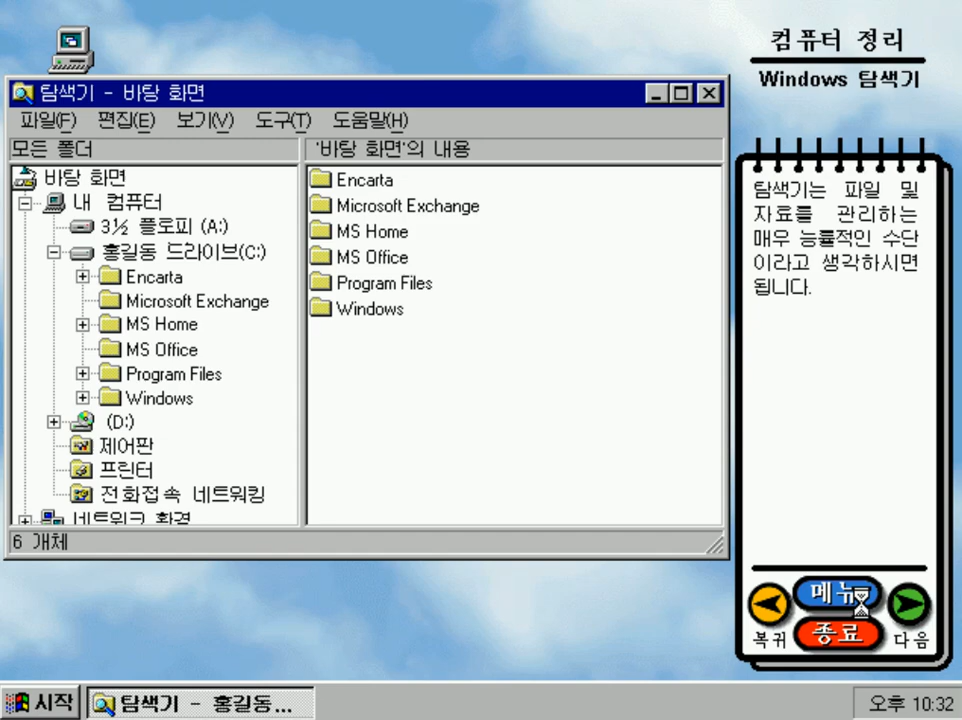 컴퓨터 정리
Windows 탐색기
탐색기 - 바탕 화면
파일(F) 편집(E) 보기(V) 도구(T) 도움말(H)
모든 폴더
'바탕 화면'의 내용
바탕 화면
내 컴퓨터
3½ 플로피 (A:)
홍길동 드라이브(C:)
Encarta
Microsoft Exchange
MS Home
MS Office
Program Files
Windows
(D:)
제어판
프린터
전화접속 네트워킹
네트워크 환경
Encarta
Microsoft Exchange
MS Home
MS Office
Program Files
Windows
6 개체
탐색기는 파일 및
자료를 관리하는
매우 능률적인 수단
이라고 생각하시면
됩니다.
메뉴
복귀
종료
다음
시작
탐색기 - 홍길동...
오후 10:32